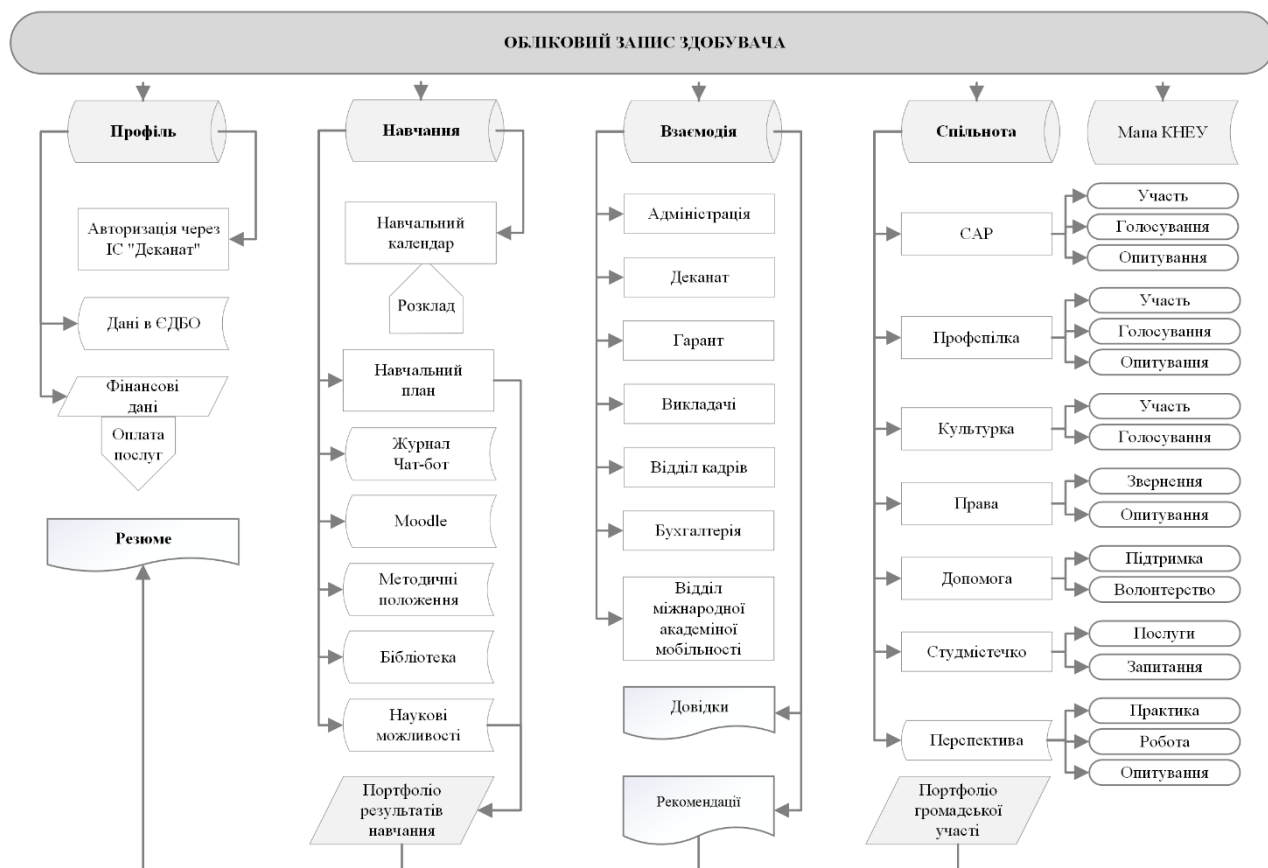 ОБЛІКОВИЙ ЗАПИС ЗДОБУВАЧА
Профіль
Авторизація через
ІС "Деканат"
Дані в ЄДБО
Фінансові
дані
Оплата
послуг
Резюме
Навчання
Навчальний
календар
Розклад
Навчальний
план
Журнал
Чат-бот
Moodle
Методичні
положення
Бібліотека
Наукові
можливості
Портфоліо
результатів
навчання
Взаємодія
Адміністрація
Деканат
Гарант
Викладачі
Відділ кадрів
Бухгалтерія
Відділ
міжнародної
академіної
мобільності
Довідки
Рекомендації
Спільнота
САР
Участь
Голосування
Опитування
Профспілка
Участь
Голосування
Опитування
Культурка
Участь
Голосування
Права
Звернення
Опитування
Допомога
Підтримка
Волонтерство
Студмістечко
Послуги
Запитання
Перспектива
Практика
Робота
Опитування
Портфоліо
громадської
участі
Мапа КНЕУ